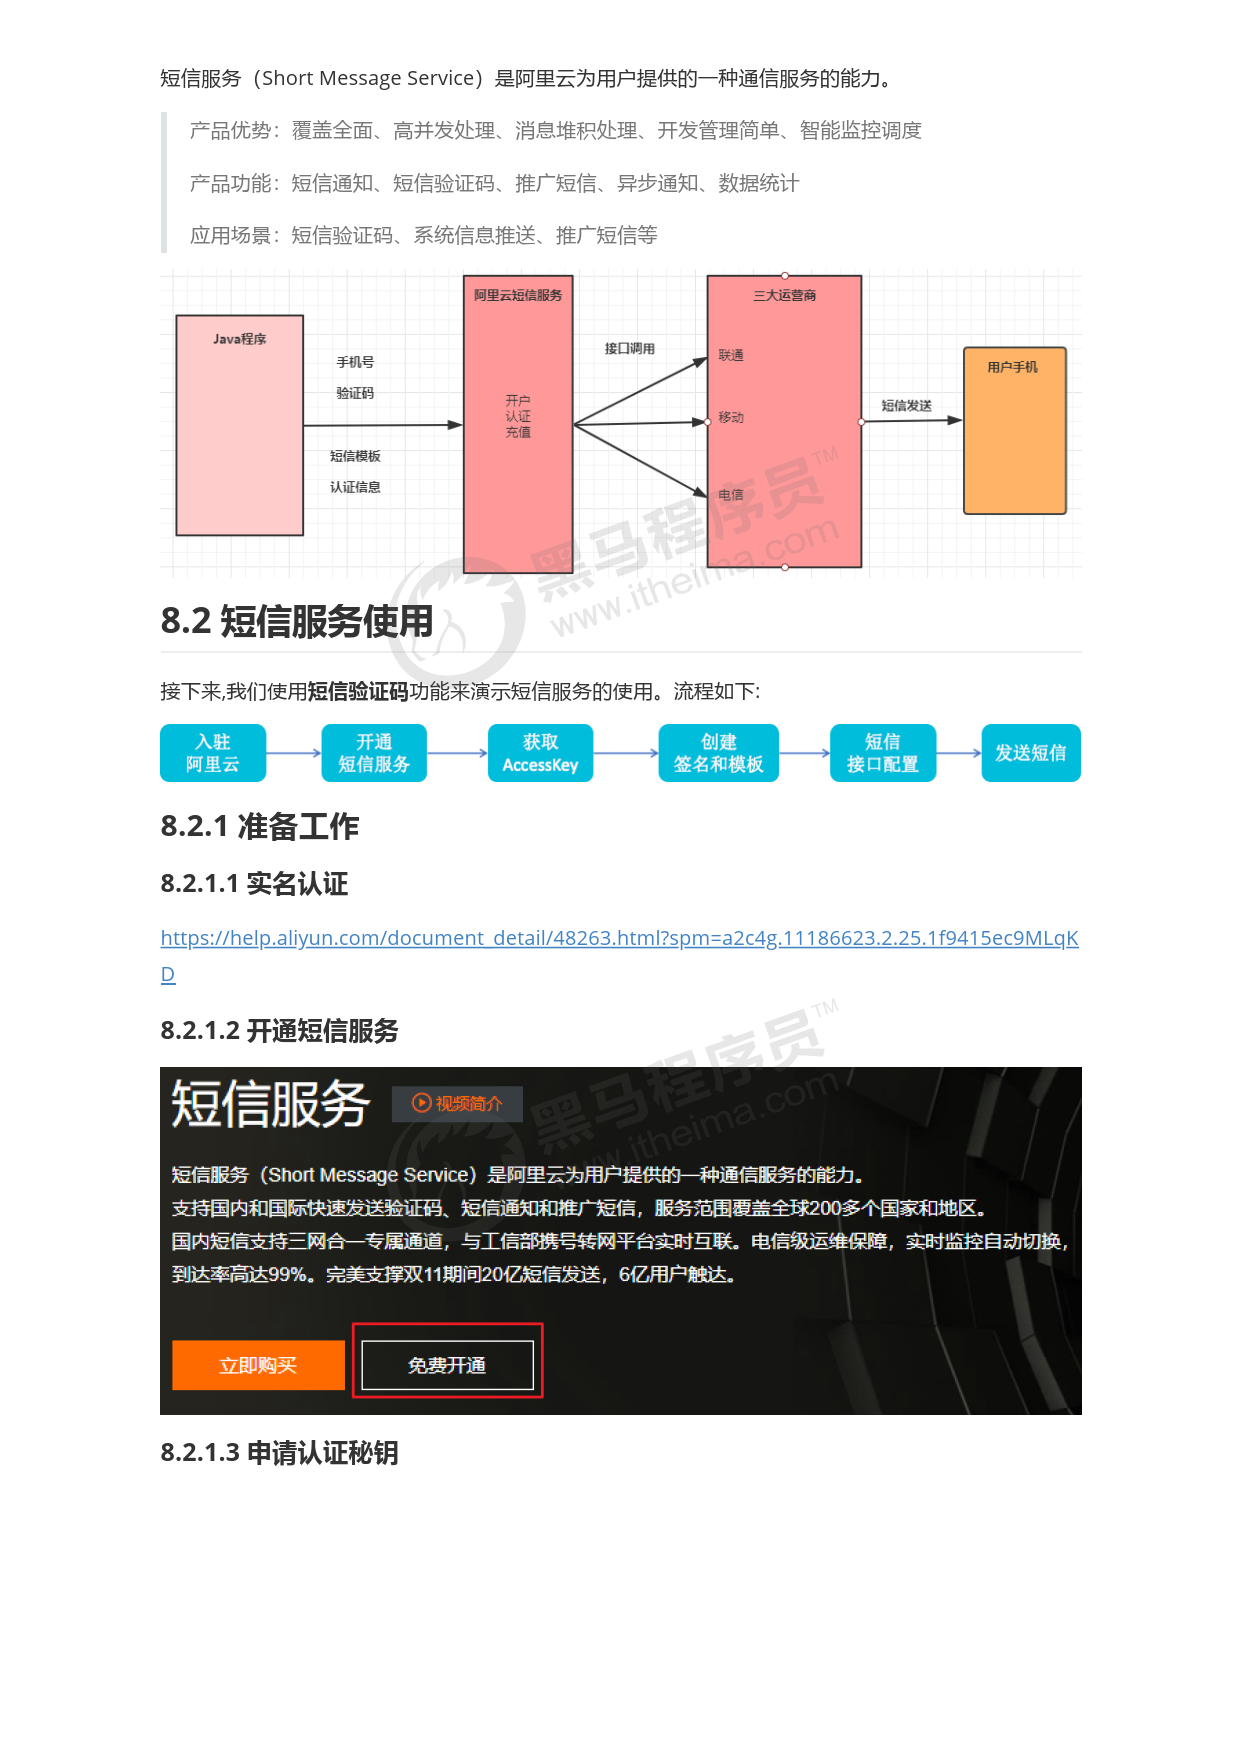 短信服务（Short Message Service）是阿里云为用户提供的一种通信服务的能力。
产品优势：覆盖全面、高并发处理、消息堆积处理、开发管理简单、智能监控调度
产品功能：短信通知、短信验证码、推广短信、异步通知、数据统计
应用场景：短信验证码、系统信息推送、推广短信等
Java程序
手机号
验证码
短信模板
认证信息
阿里云短信服务
开户
认证
充值
接口调用
三大运营商
联通
移动
电信
短信发送
用户手机
黑马程序员™
www.itheima.com
8.2 短信服务使用
接下来,我们使用短信验证码功能来演示短信服务的使用。流程如下:
入驻
阿里云
开通
短信服务
获取
AccessKey
创建
签名和模板
短信
接口配置
发送短信
8.2.1 准备工作
8.2.1.1 实名认证
https://help.aliyun.com/document_detail/48263.html?spm=a2c4g.11186623.2.25.1f9415ec9MLqK
D
8.2.1.2 开通短信服务
黑马程序员™
www.itheima.com
短信服务 视频简介
短信服务（Short Message Service）是阿里云为用户提供的一种通信服务的能力。
支持国内和国际快速发送验证码、短信通知和推广短信，服务范围覆盖全球200多个国家和地区。
国内短信支持三网合一专属通道，与工信部携号转网平台实时互联。电信级运维保障，实时监控自动切换，
到达率高达99%。完美支撑双11期间20亿短信发送，6亿用户触达。
立即购买 免费开通
8.2.1.3 申请认证秘钥